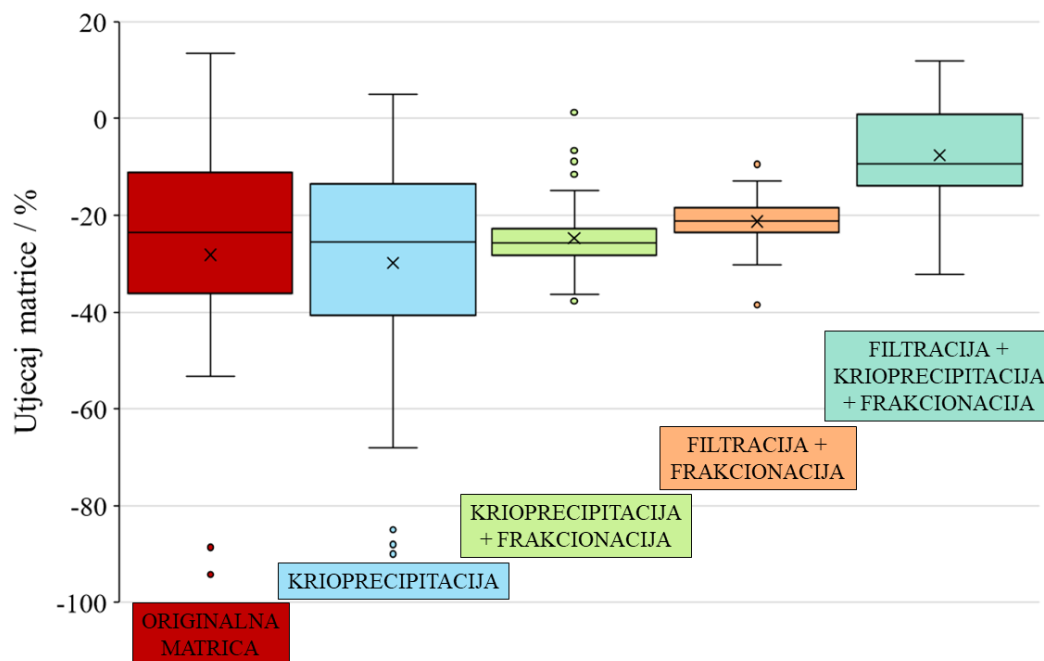 20
0
-20
-40
-60
-80
-100
Utjecaj matrice / %
ORIGINALNA
MATRICA
KRIOPRECIPITACIJA
KRIOPRECIPITACIJA
+ FRAKCIONACIJA
FILTRACIJA +
FRAKCIONACIJA
FILTRACIJA +
KRIOPRECIPITACIJA
+ FRAKCIONACIJA